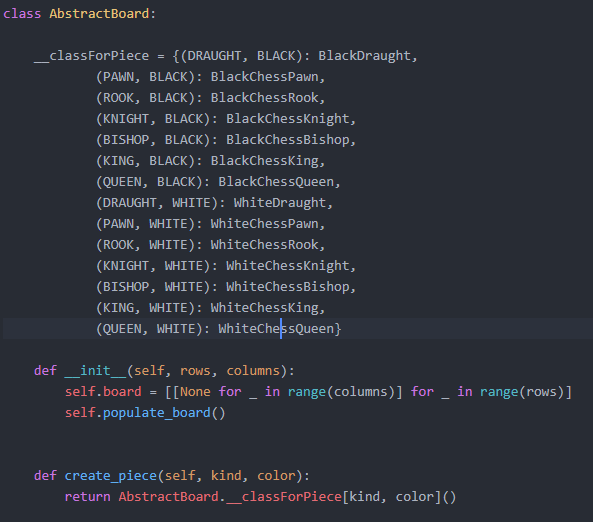 class AbstractBoard:
    __classForPiece = {(DRAUGHT, BLACK): BlackDraught,
            (PAWN, BLACK): BlackChessPawn,
            (ROOK, BLACK): BlackChessRook,
            (KNIGHT, BLACK): BlackChessKnight,
            (BISHOP, BLACK): BlackChessBishop,
            (KING, BLACK): BlackChessKing,
            (QUEEN, BLACK): BlackChessQueen,
            (DRAUGHT, WHITE): WhiteDraught,
            (PAWN, WHITE): WhiteChessPawn,
            (ROOK, WHITE): WhiteChessRook,
            (KNIGHT, WHITE): WhiteChessKnight,
            (BISHOP, WHITE): WhiteChessBishop,
            (KING, WHITE): WhiteChessKing,
            (QUEEN, WHITE): WhiteChessQueen}
    def __init__(self, rows, columns):
        self.board = [[None for _ in range(columns)] for _ in range(rows)]
        self.populate_board()
    def create_piece(self, kind, color):
        return AbstractBoard.__classForPiece[kind, color]()